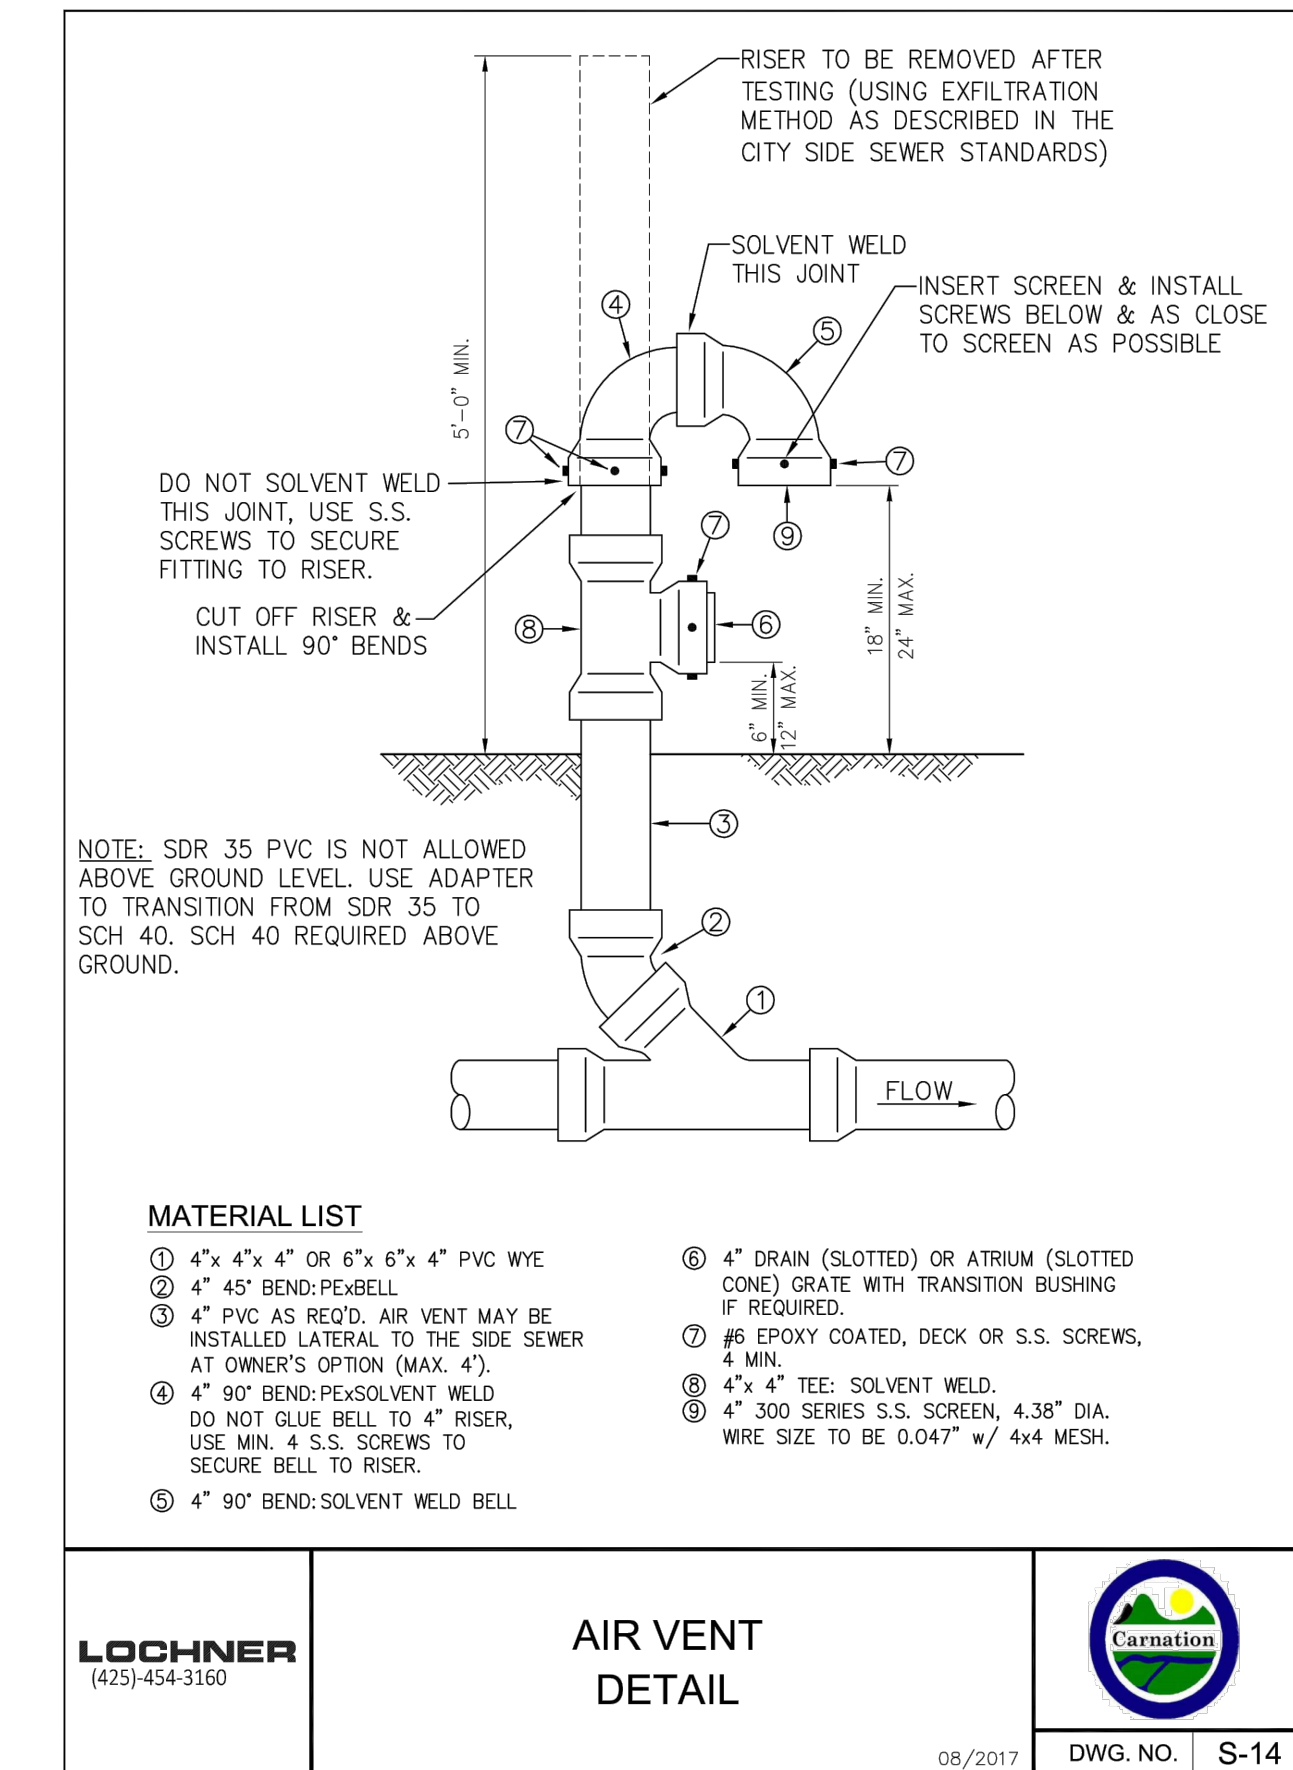 RISER TO BE REMOVED AFTER
TESTING (USING EXFILTRATION
METHOD AS DESCRIBED IN THE
CITY SIDE SEWER STANDARDS)
SOLVENT WELD
THIS JOINT
INSERT SCREEN & INSTALL
SCREWS BELOW & AS CLOSE
TO SCREEN AS POSSIBLE
④
⑤
5'-0" MIN.
⑦
⑦
DO NOT SOLVENT WELD
THIS JOINT, USE S.S.
SCREWS TO SECURE
FITTING TO RISER.
⑦
⑨
CUT OFF RISER &
INSTALL 90° BENDS
⑧
⑥
18" MIN.
24" MAX.
6" MIN.
12" MAX.
③
NOTE: SDR 35 PVC IS NOT ALLOWED
ABOVE GROUND LEVEL. USE ADAPTER
TO TRANSITION FROM SDR 35 TO
SCH 40. SCH 40 REQUIRED ABOVE
GROUND.
②
①
FLOW
MATERIAL LIST
① 4"x 4"x 4" OR 6"x 6"x 4" PVC WYE
② 4" 45° BEND: PExBELL
③ 4" PVC AS REQ'D. AIR VENT MAY BE
INSTALLED LATERAL TO THE SIDE SEWER
AT OWNER'S OPTION (MAX. 4').
④ 4" 90° BEND: PExSOLVENT WELD
DO NOT GLUE BELL TO 4" RISER,
USE MIN. 4 S.S. SCREWS TO
SECURE BELL TO RISER.
⑤ 4" 90° BEND: SOLVENT WELD BELL
⑥ 4" DRAIN (SLOTTED) OR ATRIUM (SLOTTED
CONE) GRATE WITH TRANSITION BUSHING
IF REQUIRED.
⑦ #6 EPOXY COATED, DECK OR S.S. SCREWS,
4 MIN.
⑧ 4"x 4" TEE: SOLVENT WELD.
⑨ 4" 300 SERIES S.S. SCREEN, 4.38" DIA.
WIRE SIZE TO BE 0.047" w/ 4x4 MESH.
LOCHNER
(425)-454-3160
AIR VENT
DETAIL
08/2017
Carnation
DWG. NO. S-14